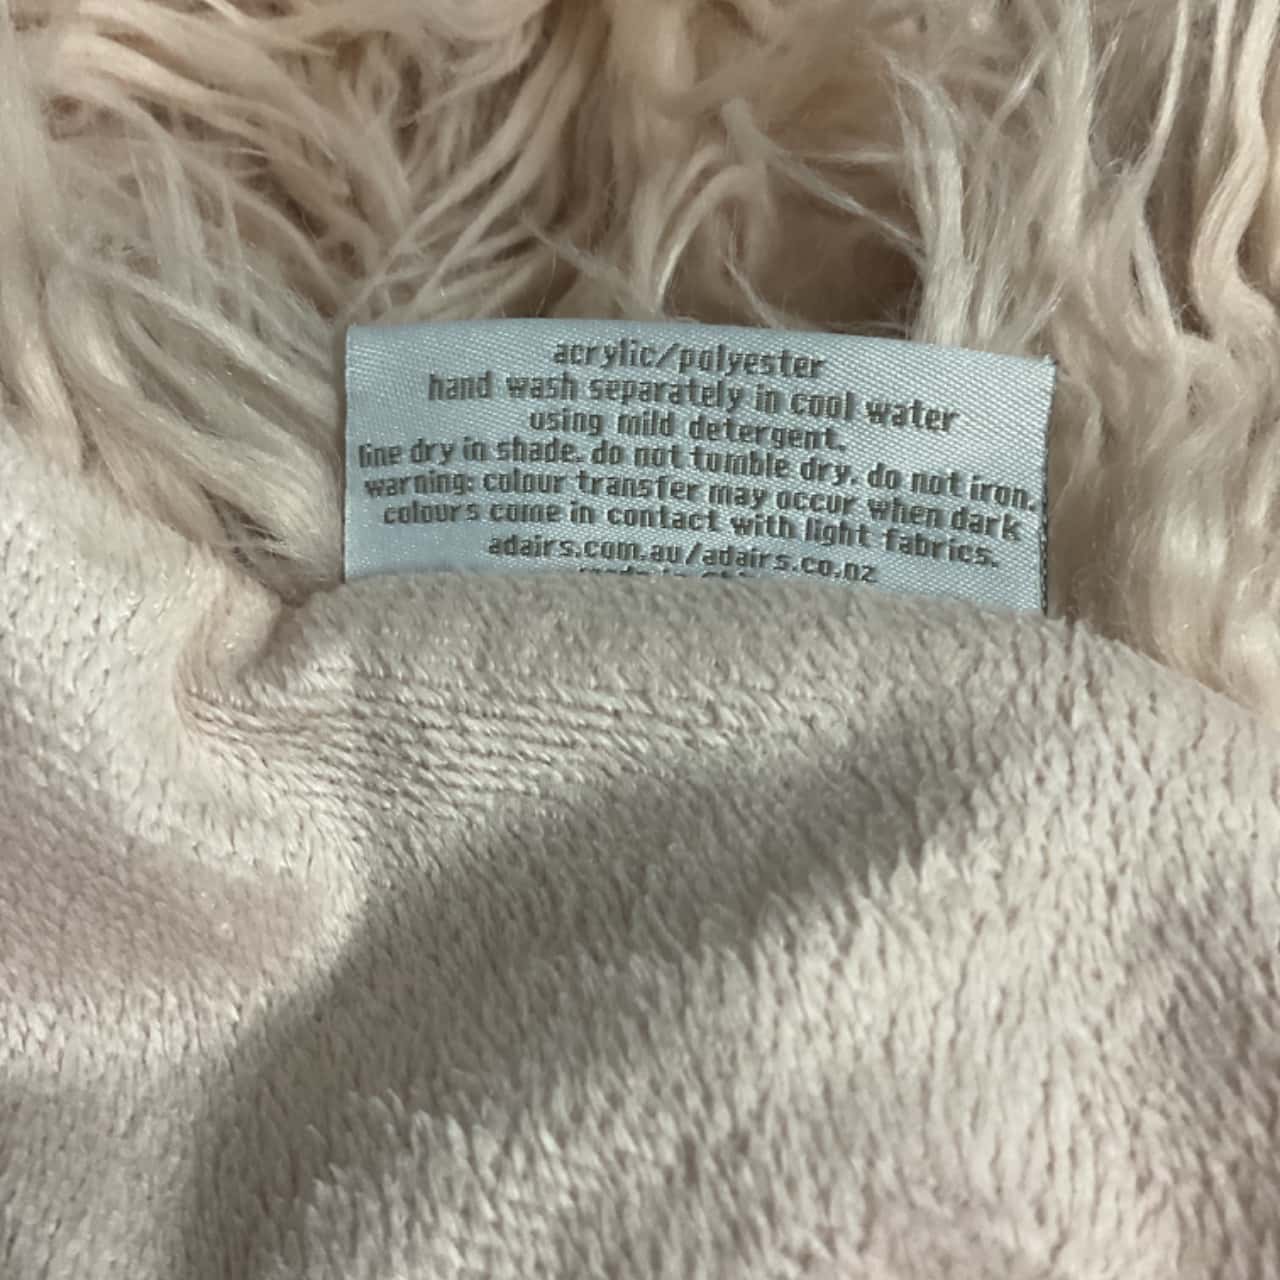 acrylic/polyester
hand wash separately in cool water
using mild detergent.
line dry in shade. do not tumble dry. do not iron.
warning: colour transfer may occur when dark
colours come in contact with light fabrics.
adairs.com.au/adairs.co.nz